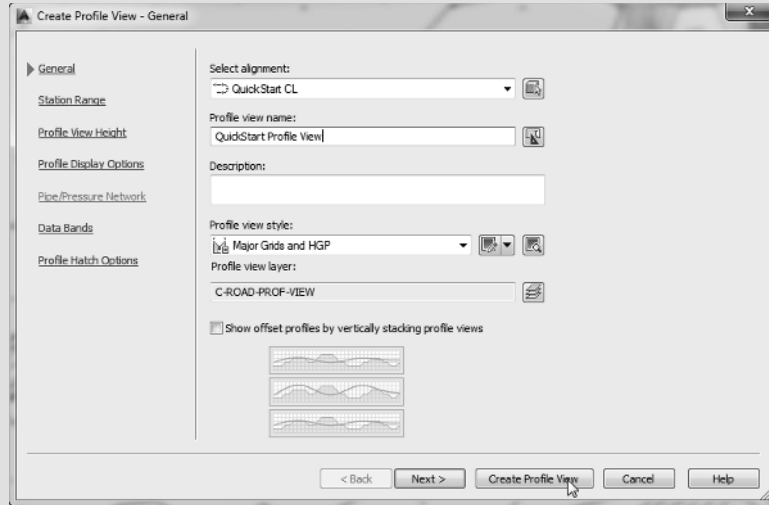 Create Profile View - General
General
Station Range
Profile View Height
Profile Display Options
Pipe/Pressure Network
Data Bands
Profile Hatch Options
Select alignment:
QuickStart CL
Profile view name:
QuickStart Profile View
Description:
Profile view style:
Major Grids and HGP
Profile view layer:
C-ROAD-PROF-VIEW
Show offset profiles by vertically stacking profile views
< Back
Next >
Create Profile View
Cancel
Help